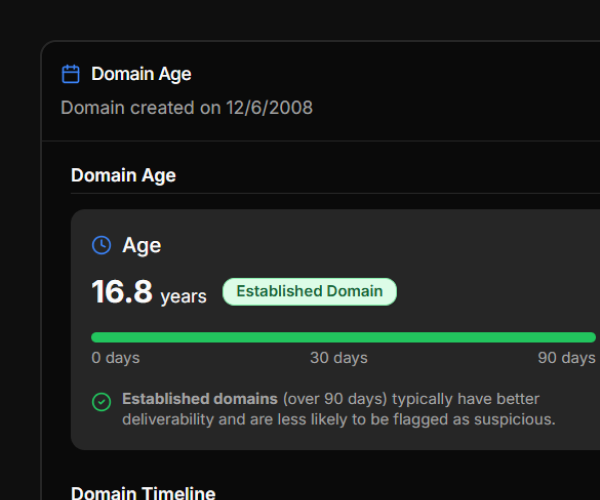 Domain Age
Domain created on 12/6/2008
Domain Age
Age
16.8 years Established Domain
0 days 30 days 90 days
Established domains (over 90 days) typically have better
deliverability and are less likely to be flagged as suspicious.
Domain Timeline